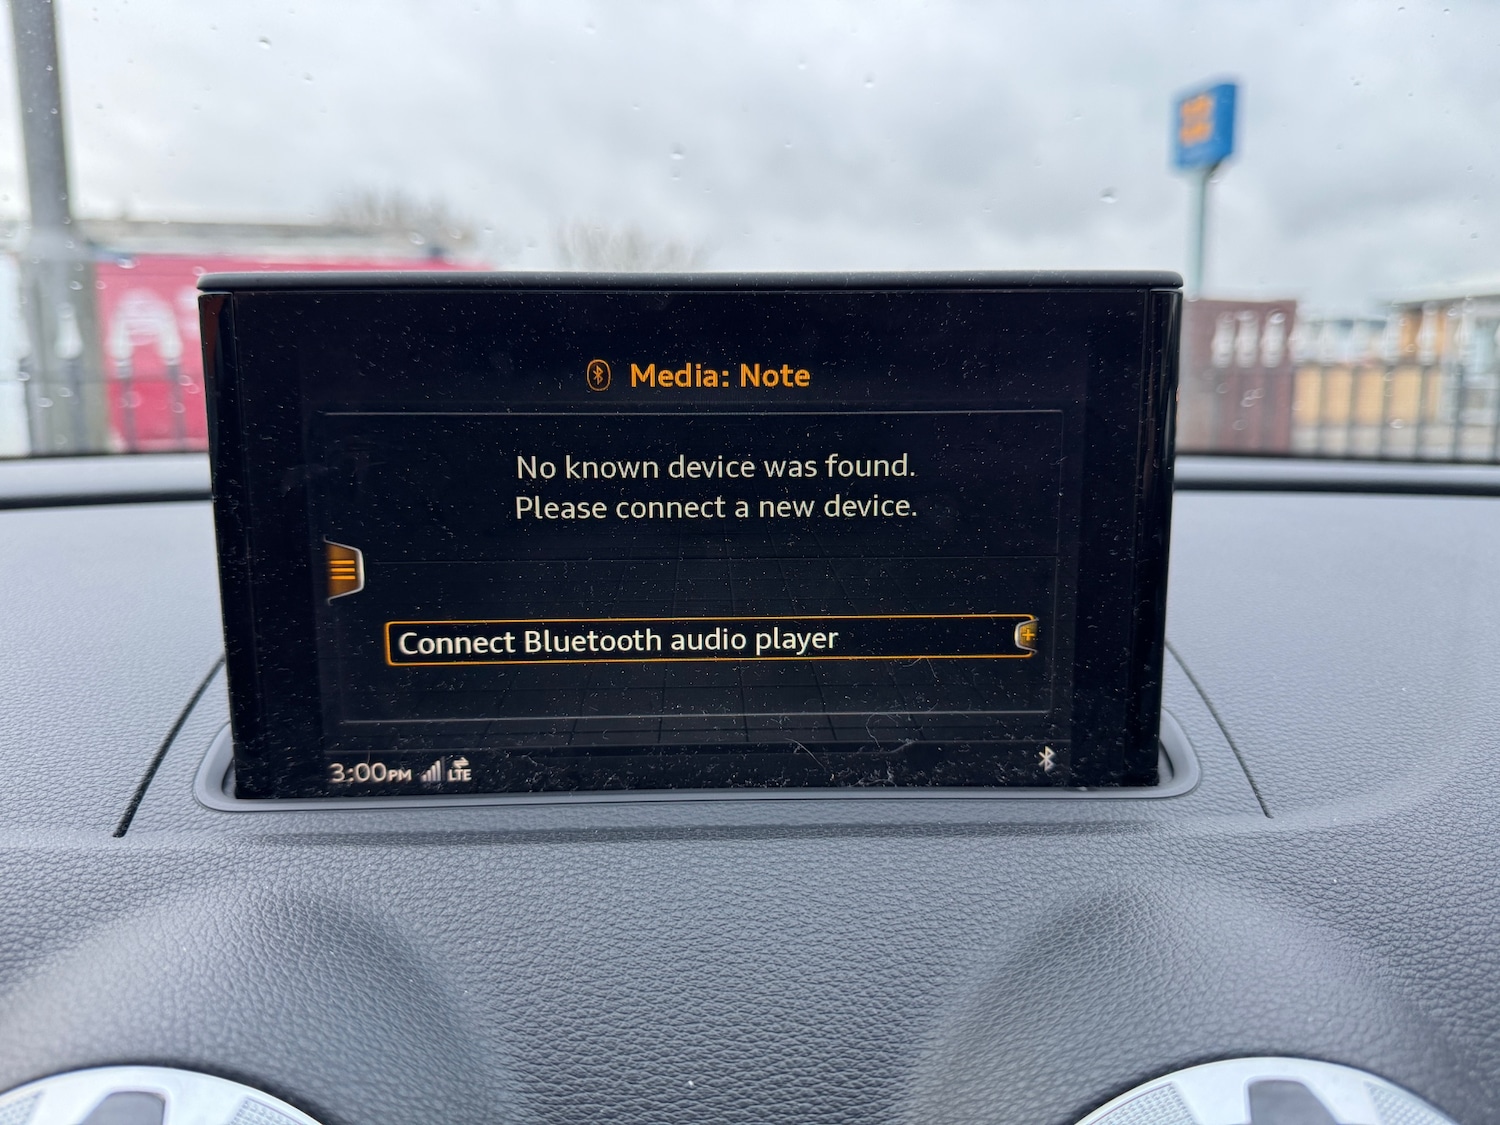 Media: Note
No known device was found.
Please connect a new device.
Connect Bluetooth audio player
3:00PM LTE